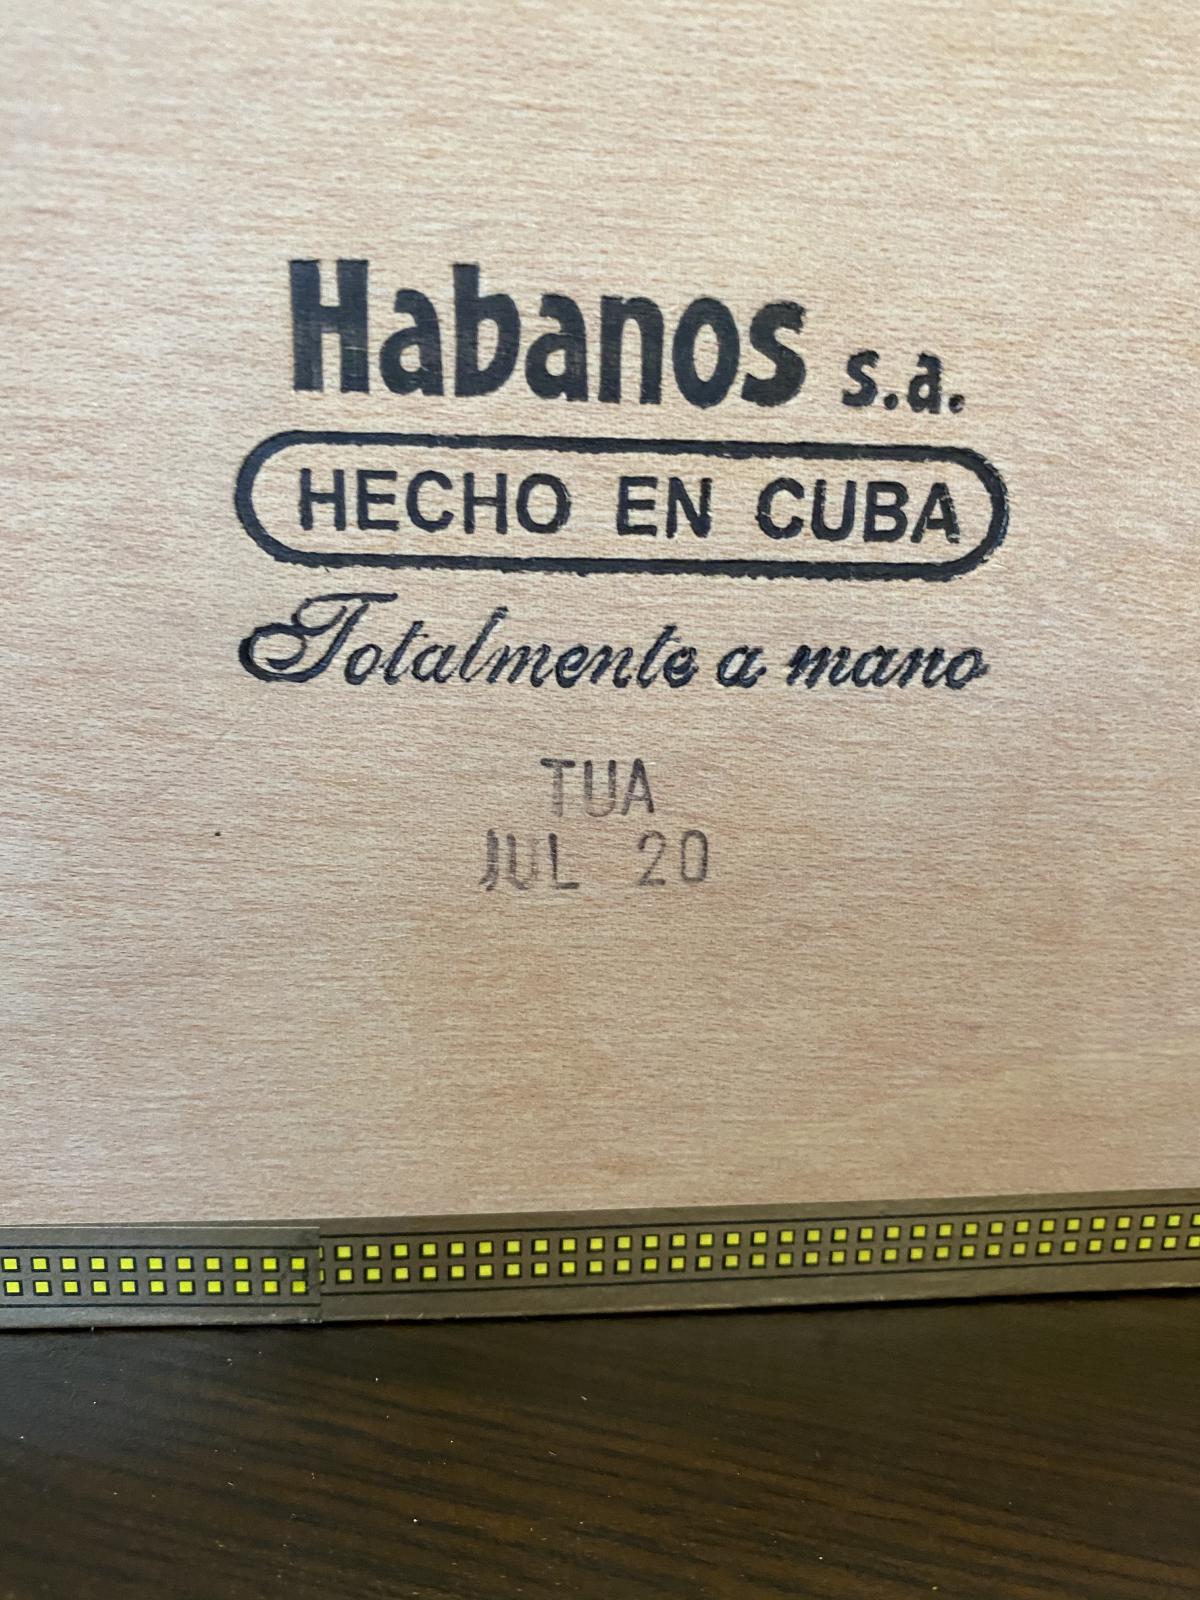 Habanos s.a.
HECHO EN CUBA
Totalmente a mano
TUA
JUL 20